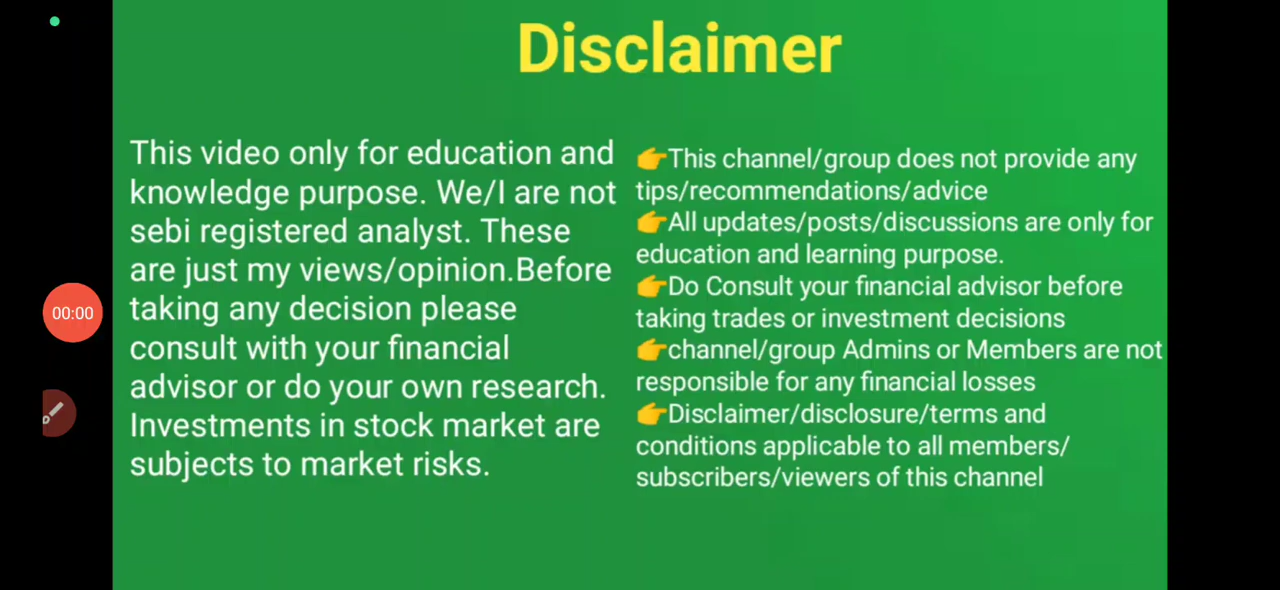 Disclaimer
This video only for education and
knowledge purpose. We/I are not
sebi registered analyst. These
are just my views/opinion.Before
taking any decision please
consult with your financial
advisor or do your own research.
Investments in stock market are
subjects to market risks.
👉This channel/group does not provide any
tips/recommendations/advice
👉All updates/posts/discussions are only for
education and learning purpose.
👉Do Consult your financial advisor before
taking trades or investment decisions
👉channel/group Admins or Members are not
responsible for any financial losses
👉Disclaimer/disclosure/terms and
conditions applicable to all members/
subscribers/viewers of this channel
00:00